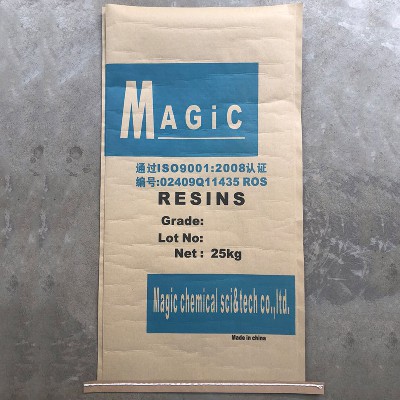 MAGiC
通过ISO9001:2008认证
编号:02409Q11435 ROS
RESINS
Grade:
Lot No:
Net : 25kg
Magic chemical sci&tech co.,ltd.
Made in china